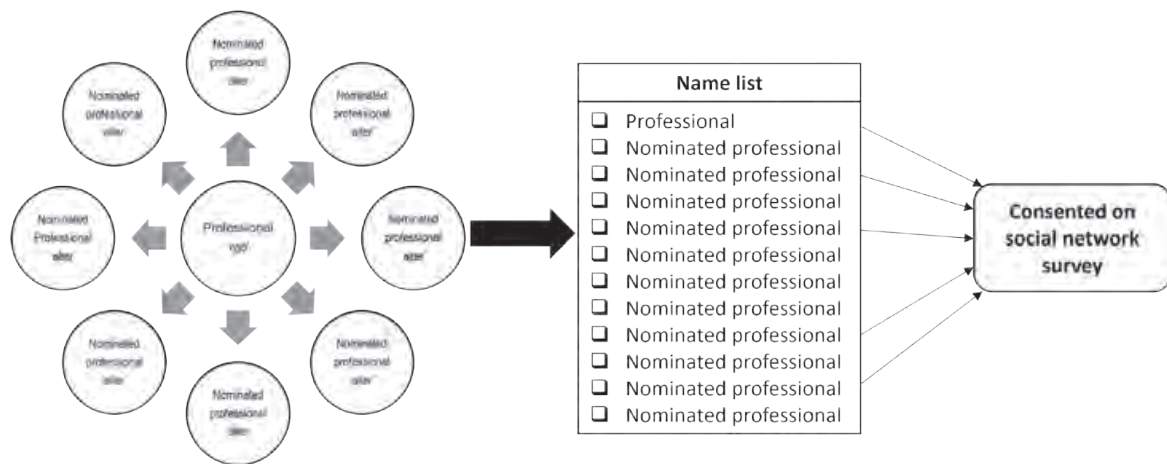 Nominated
professional
alter
Nominated
professional
alter
Nominated
professional
alter
Nominated
Professional
alter
Professional
ego
Nominated
professional
alter
Nominated
professional
alter
Nominated
professional
alter
Nominated
professional
alter
Name list
Professional
Nominated professional
Nominated professional
Nominated professional
Nominated professional
Nominated professional
Nominated professional
Nominated professional
Nominated professional
Nominated professional
Nominated professional
Nominated professional
Consented on
social network
survey